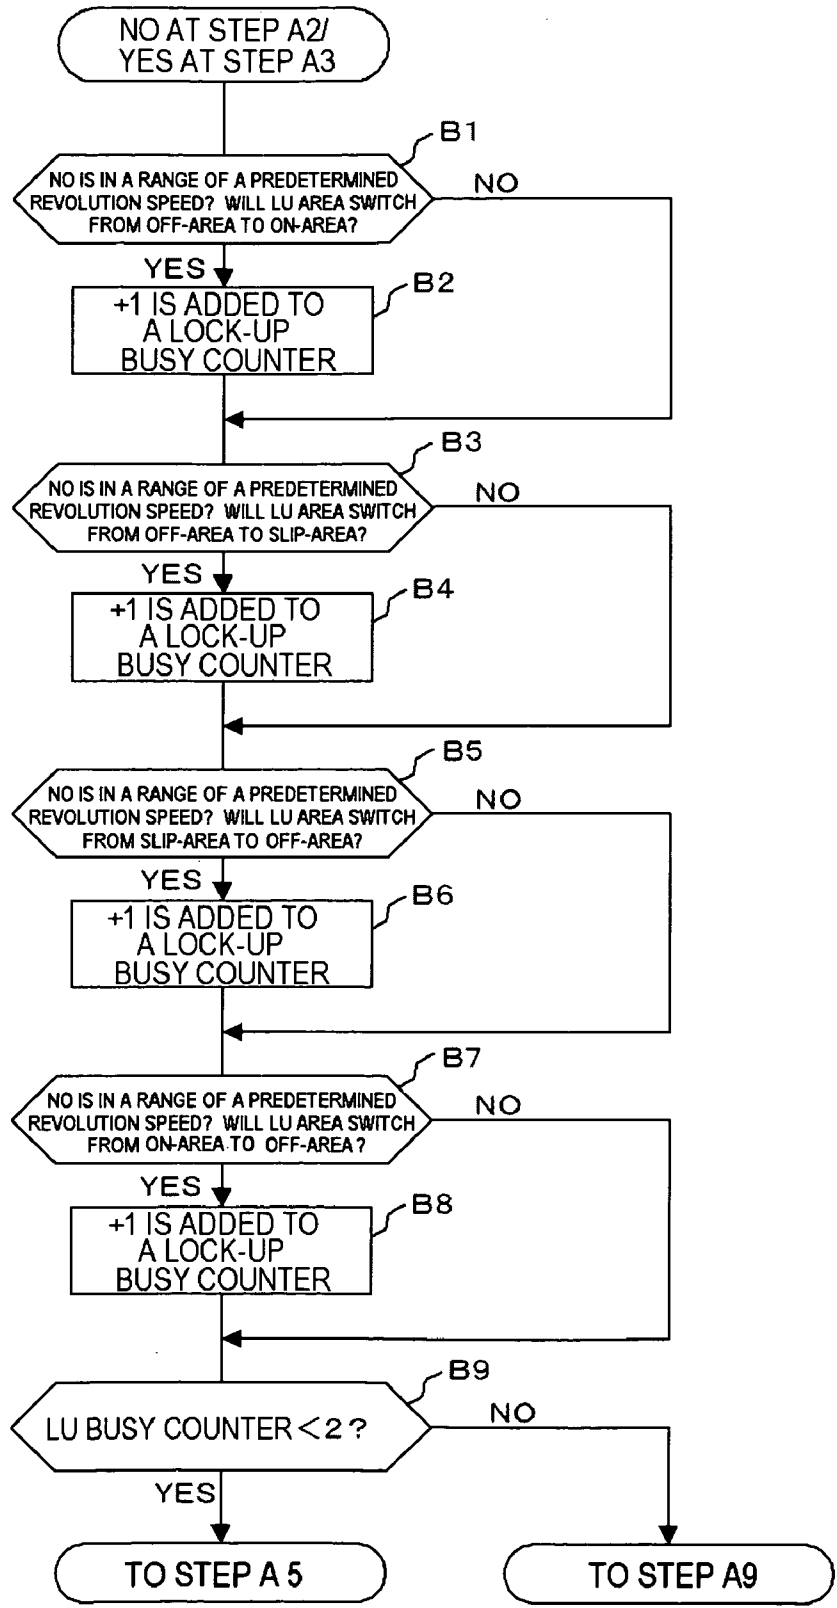 NO AT STEP A2/
YES AT STEP A3
B1
NO IS IN A RANGE OF A PREDETERMINED
REVOLUTION SPEED? WILL LU AREA SWITCH
FROM OFF-AREA TO ON-AREA?
NO
YES
B2
+1 IS ADDED TO
A LOCK-UP
BUSY COUNTER
B3
NO IS IN A RANGE OF A PREDETERMINED
REVOLUTION SPEED? WILL LU AREA SWITCH
FROM OFF-AREA TO SLIP-AREA?
NO
YES
B4
+1 IS ADDED TO
A LOCK-UP
BUSY COUNTER
B5
NO IS IN A RANGE OF A PREDETERMINED
REVOLUTION SPEED? WILL LU AREA SWITCH
FROM SLIP-AREA TO OFF-AREA?
NO
YES
B6
+1 IS ADDED TO
A LOCK-UP
BUSY COUNTER
B7
NO IS IN A RANGE OF A PREDETERMINED
REVOLUTION SPEED? WILL LU AREA SWITCH
FROM ON-AREA TO OFF-AREA?
NO
YES
B8
+1 IS ADDED TO
A LOCK-UP
BUSY COUNTER
B9
LU BUSY COUNTER <2?
NO
YES
TO STEP A 5
TO STEP A9